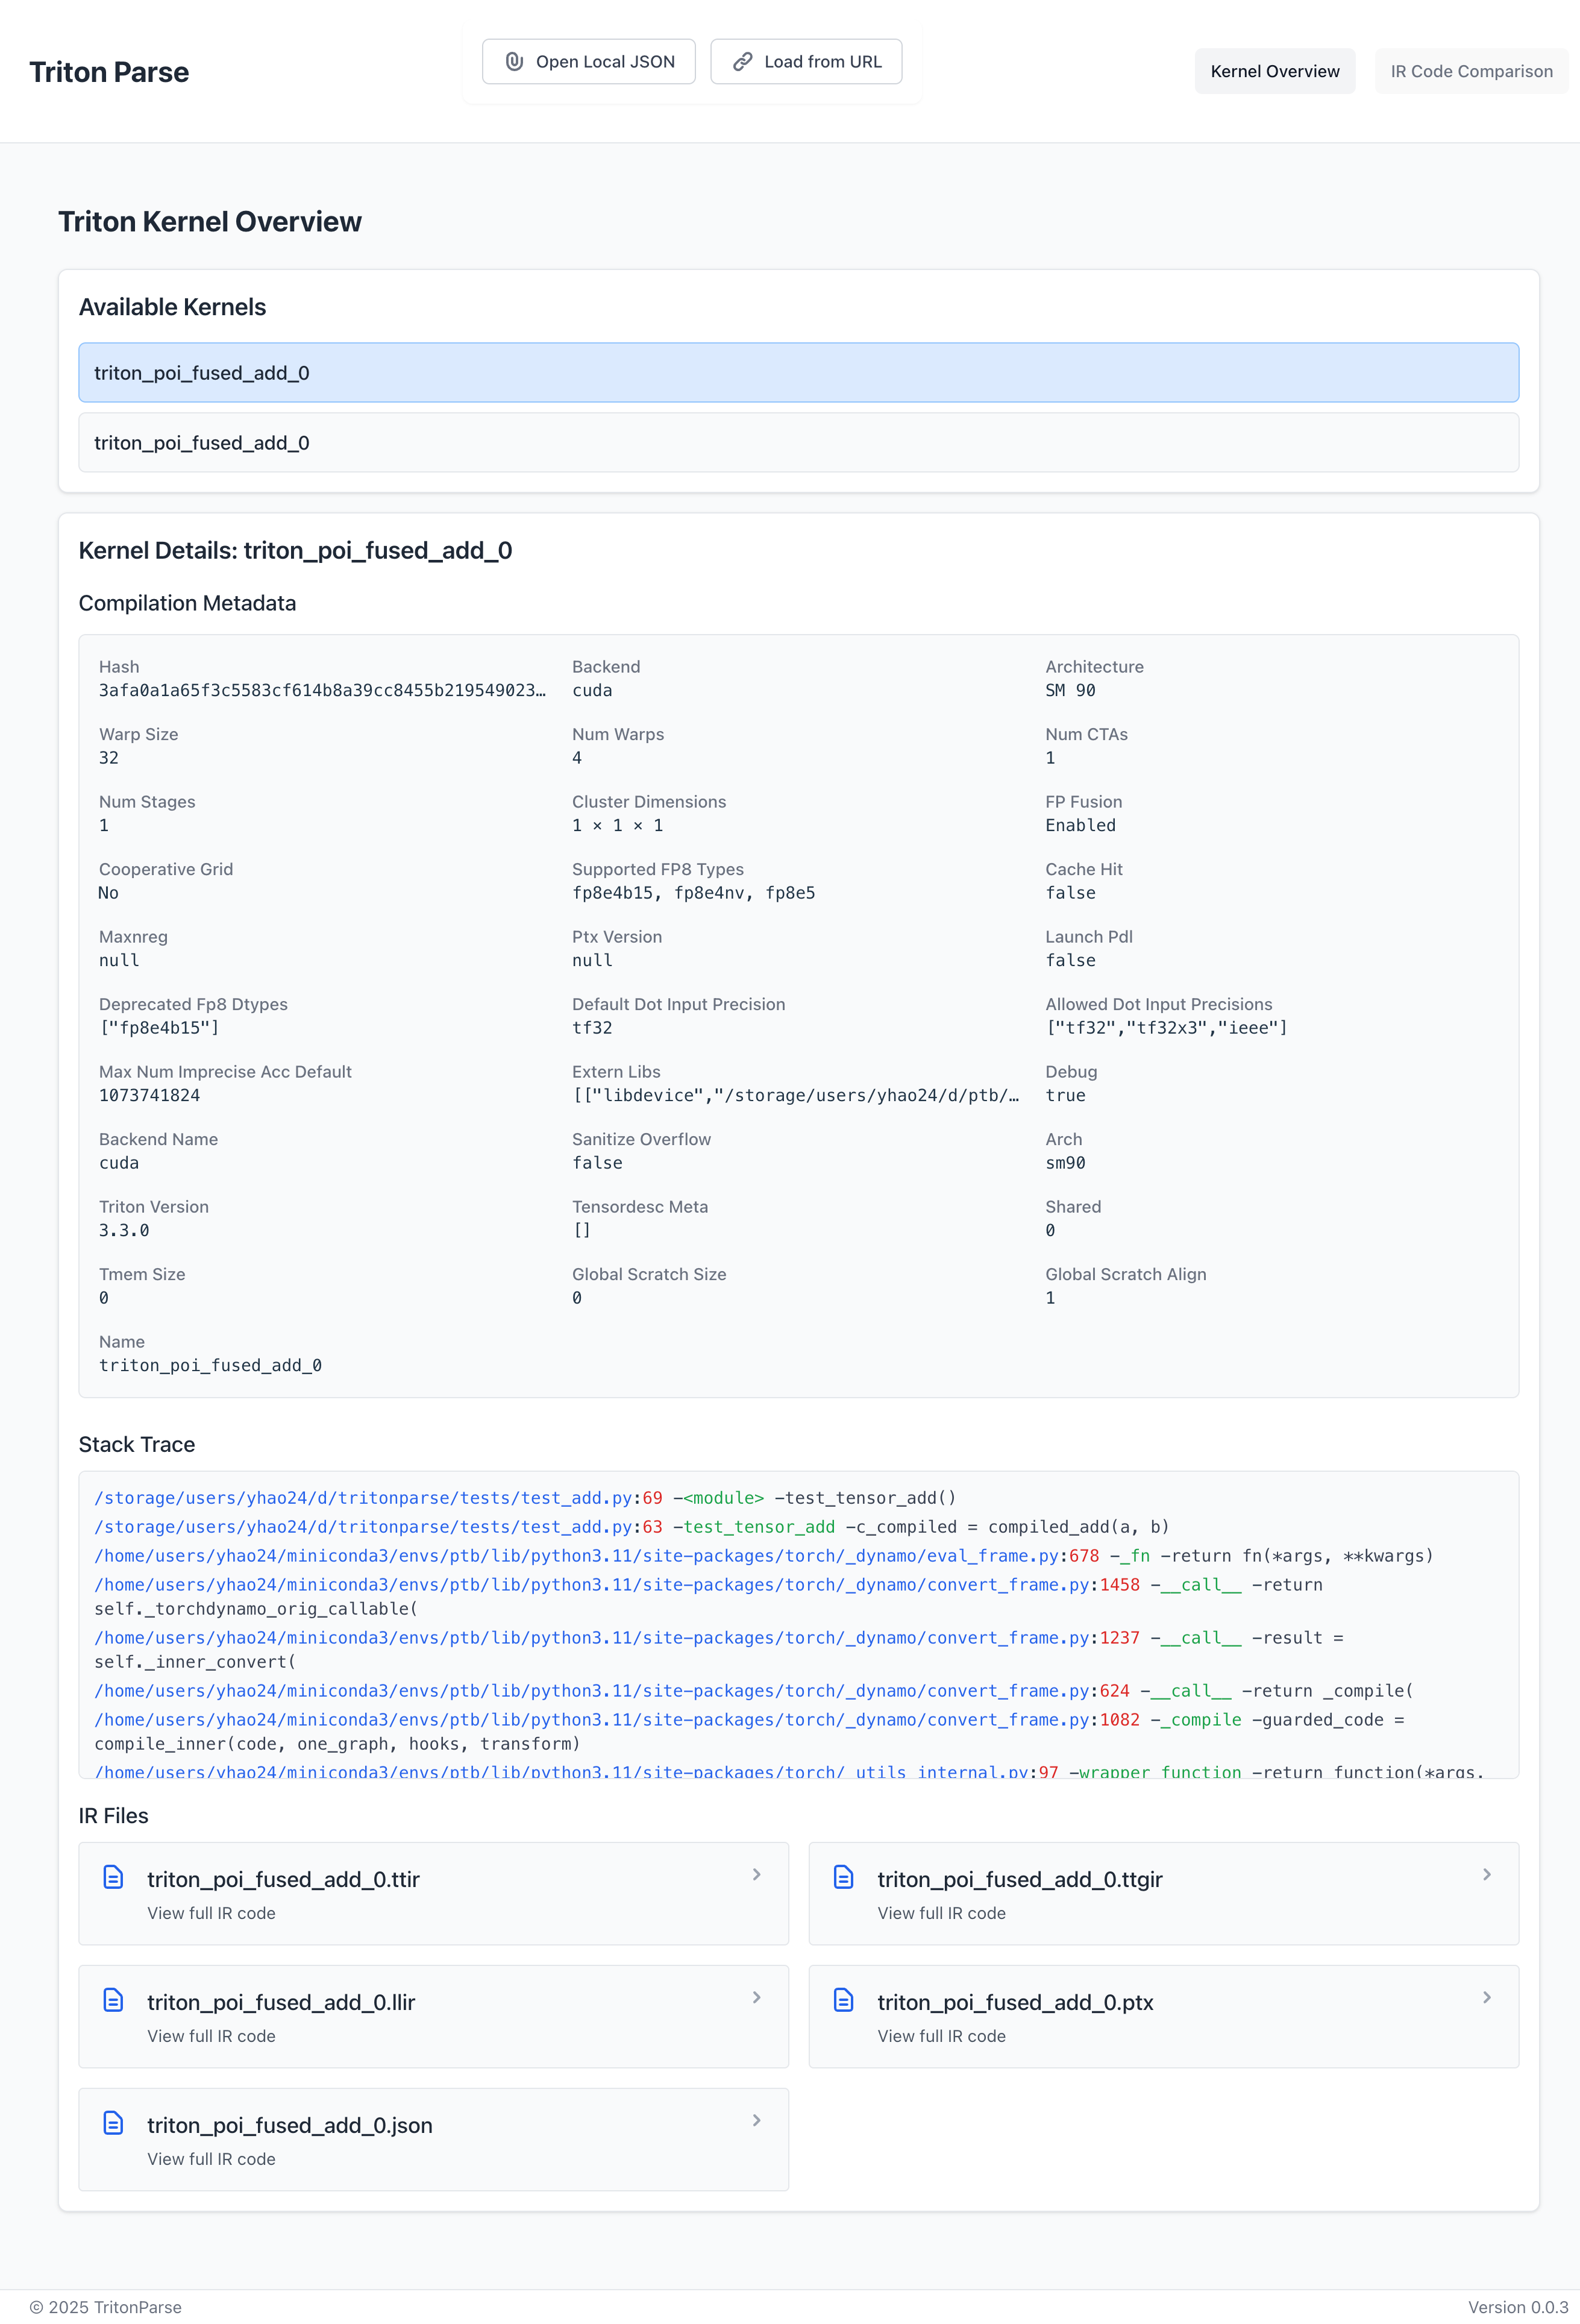 Triton Parse
Open Local JSON
Load from URL
Kernel Overview
IR Code Comparison
Triton Kernel Overview
Available Kernels
triton_poi_fused_add_0
triton_poi_fused_add_0
Kernel Details: triton_poi_fused_add_0
Compilation Metadata
Hash
3afa0a1a65f3c5583cf614b8a39cc8455b219549023…
Backend
cuda
Architecture
SM 90
Warp Size
32
Num Warps
4
Num CTAs
1
Num Stages
1
Cluster Dimensions
1 × 1 × 1
FP Fusion
Enabled
Cooperative Grid
No
Supported FP8 Types
fp8e4b15, fp8e4nv, fp8e5
Cache Hit
false
Maxnreg
null
Ptx Version
null
Launch Pdl
false
Deprecated Fp8 Dtypes
["fp8e4b15"]
Default Dot Input Precision
tf32
Allowed Dot Input Precisions
["tf32","tf32x3","ieee"]
Max Num Imprecise Acc Default
1073741824
Extern Libs
[["libdevice","/storage/users/yhao24/d/ptb/…
Debug
true
Backend Name
cuda
Sanitize Overflow
false
Arch
sm90
Triton Version
3.3.0
Tensordesc Meta
[]
Shared
0
Tmem Size
0
Global Scratch Size
0
Global Scratch Align
1
Name
triton_poi_fused_add_0
Stack Trace
/storage/users/yhao24/d/tritonparse/tests/test_add.py:69 -<module> -test_tensor_add()
/storage/users/yhao24/d/tritonparse/tests/test_add.py:63 -test_tensor_add -c_compiled = compiled_add(a, b)
/home/users/yhao24/miniconda3/envs/ptb/lib/python3.11/site-packages/torch/_dynamo/eval_frame.py:678 -_fn -return fn(*args, **kwargs)
/home/users/yhao24/miniconda3/envs/ptb/lib/python3.11/site-packages/torch/_dynamo/convert_frame.py:1458 -__call__ -return
self._torchdynamo_orig_callable(
/home/users/yhao24/miniconda3/envs/ptb/lib/python3.11/site-packages/torch/_dynamo/convert_frame.py:1237 -__call__ -result =
self._inner_convert(
/home/users/yhao24/miniconda3/envs/ptb/lib/python3.11/site-packages/torch/_dynamo/convert_frame.py:624 -__call__ -return _compile(
/home/users/yhao24/miniconda3/envs/ptb/lib/python3.11/site-packages/torch/_dynamo/convert_frame.py:1082 -_compile -guarded_code =
compile_inner(code, one_graph, hooks, transform)
/home/users/yhao24/miniconda3/envs/ptb/lib/python3.11/site-packages/torch/_utils_internal.py:97 -wrapper_function -return function(*args,
IR Files
triton_poi_fused_add_0.ttir
View full IR code
triton_poi_fused_add_0.ttgir
View full IR code
triton_poi_fused_add_0.llir
View full IR code
triton_poi_fused_add_0.ptx
View full IR code
triton_poi_fused_add_0.json
View full IR code
© 2025 TritonParse
Version 0.0.3